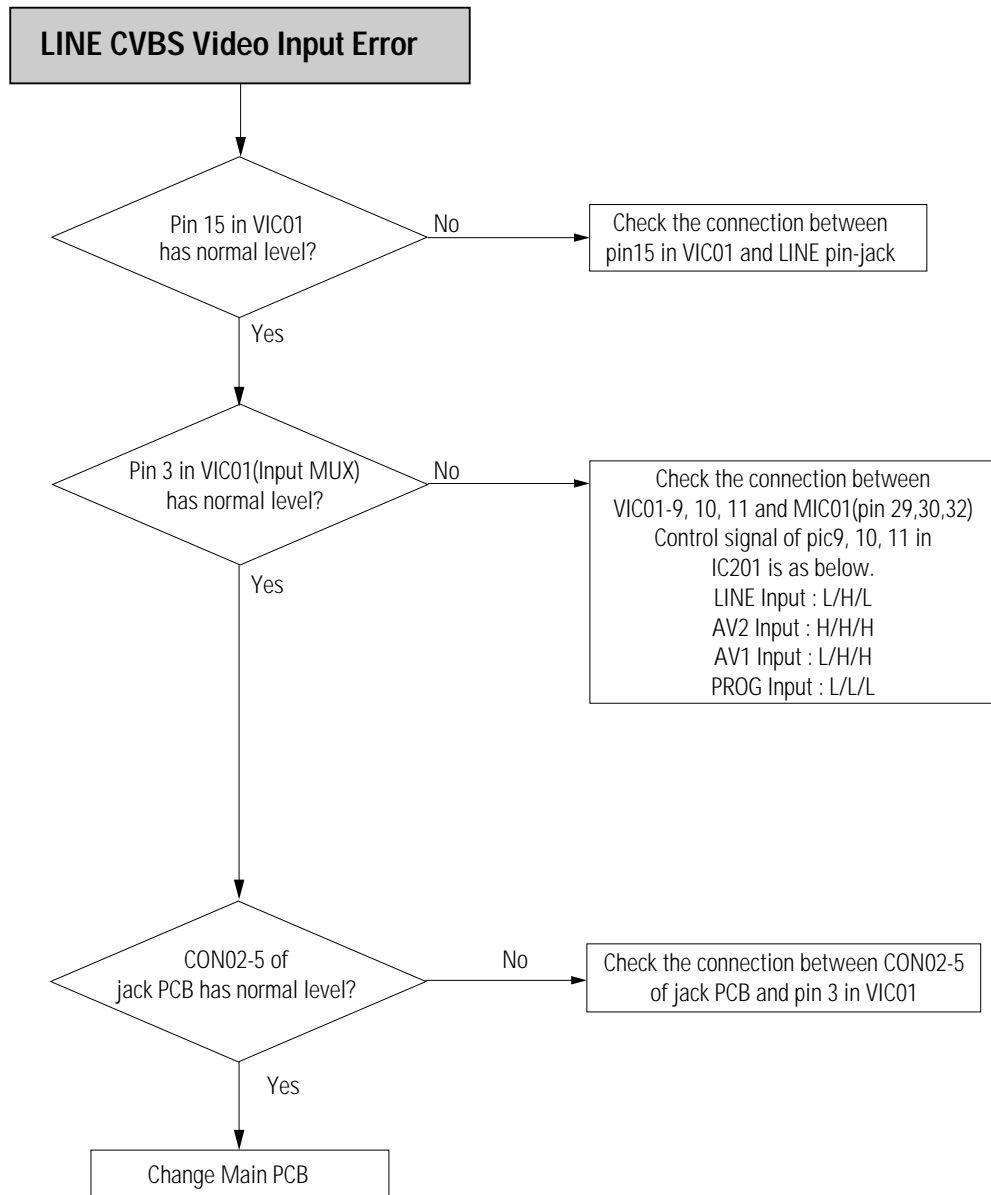 LINE CVBS Video Input Error
Pin 15 in VIC01
has normal level?
No
Check the connection between
pin15 in VIC01 and LINE pin-jack
Yes
Pin 3 in VIC01(Input MUX)
has normal level?
No
Check the connection between
VIC01-9, 10, 11 and MIC01(pin 29,30,32)
Control signal of pic9, 10, 11 in
IC201 is as below.
LINE Input : L/H/L
AV2 Input : H/H/H
AV1 Input : L/H/H
PROG Input : L/L/L
Yes
CON02-5 of
jack PCB has normal level?
No
Check the connection between CON02-5
of jack PCB and pin 3 in VIC01
Yes
Change Main PCB